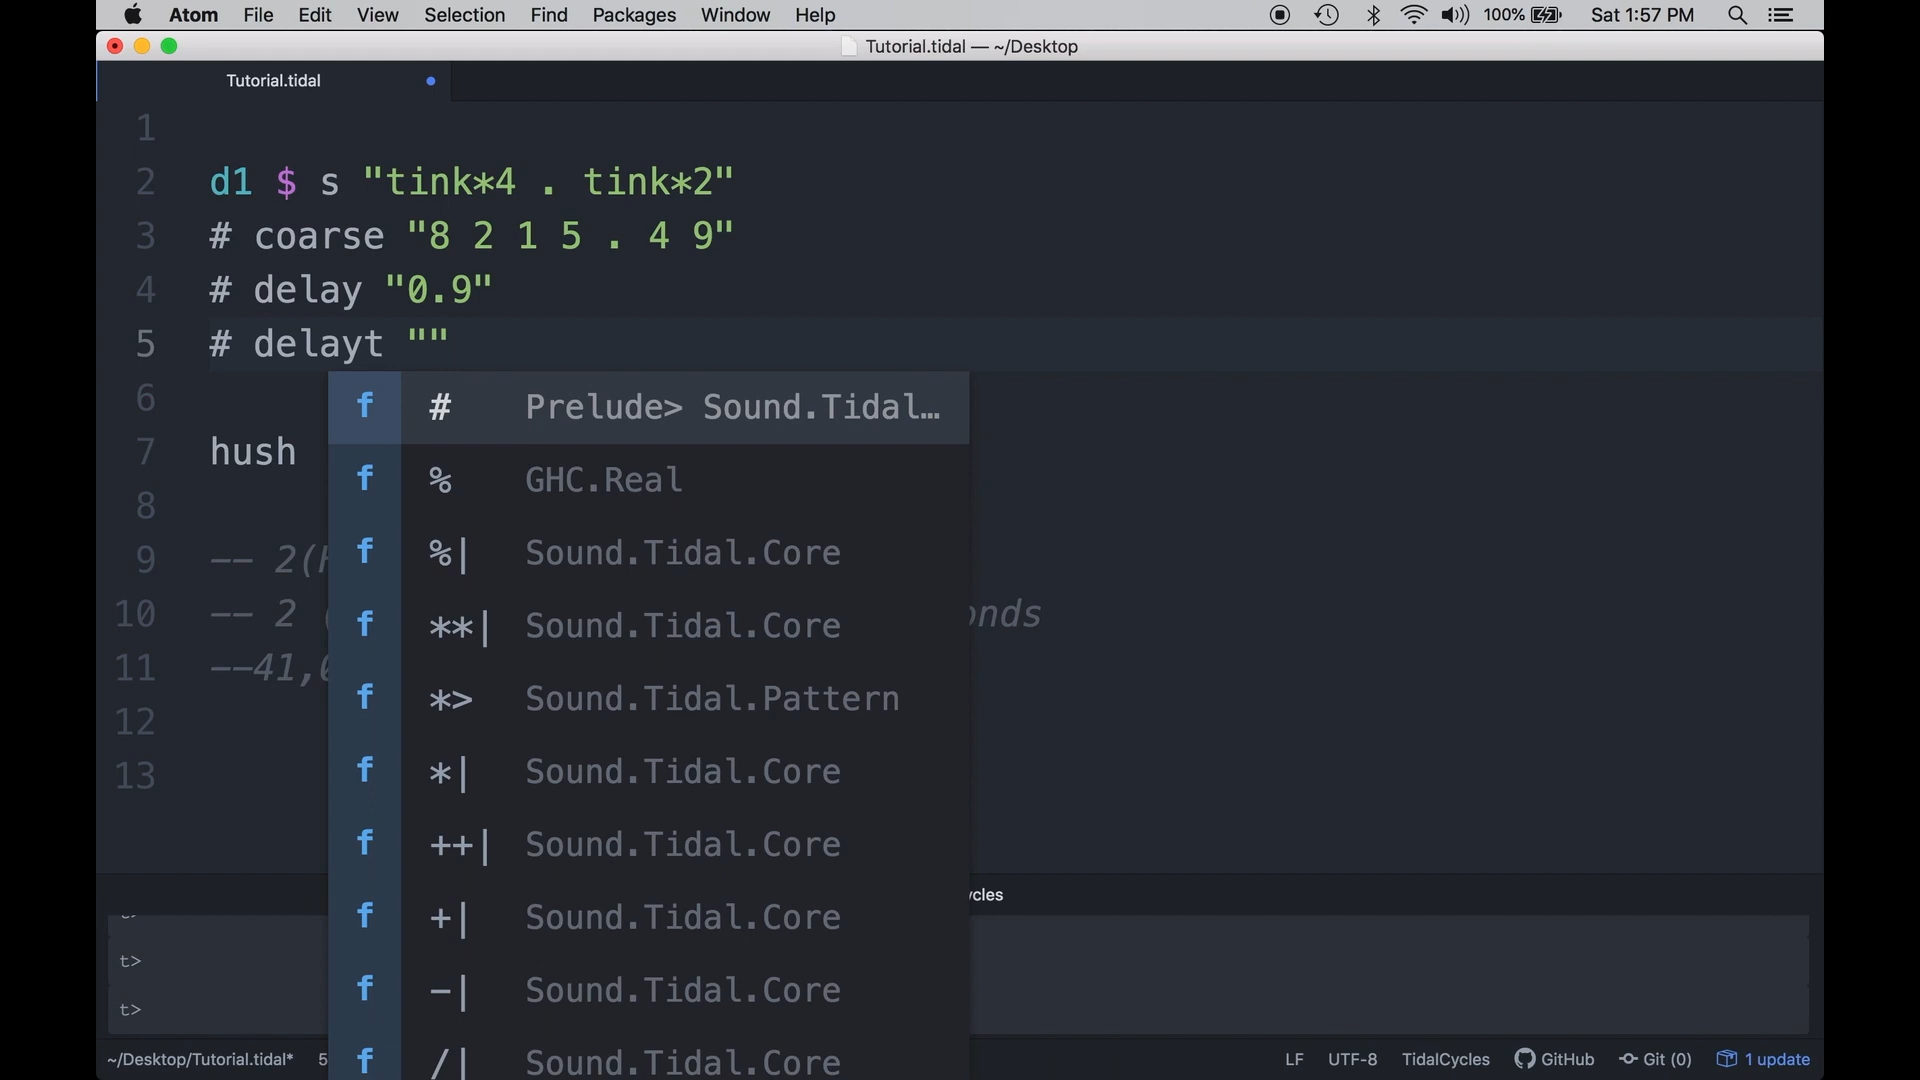 Atom File Edit View Selection Find Packages Window Help 100% Sat 1:57 PM
Tutorial.tidal — ~/Desktop
Tutorial.tidal
1
2 d1 $ s "tink*4 . tink*2"
3 # coarse "8 2 1 5 . 4 9"
4 # delay "0.9"
5 # delayt ""
6
7 hush
8
9 -- 2(
10 -- 2 ( onds
11 --41,0
12
13
f # Prelude> Sound.Tidal…
f % GHC.Real
f %| Sound.Tidal.Core
f **| Sound.Tidal.Core
f *> Sound.Tidal.Pattern
f *| Sound.Tidal.Core
f ++| Sound.Tidal.Core
f +| Sound.Tidal.Core
f -| Sound.Tidal.Core
f /| Sound.Tidal.Core
ycles
t>
t>
t>
~/Desktop/Tutorial.tidal* 5 LF UTF-8 TidalCycles GitHub Git (0) 1 update